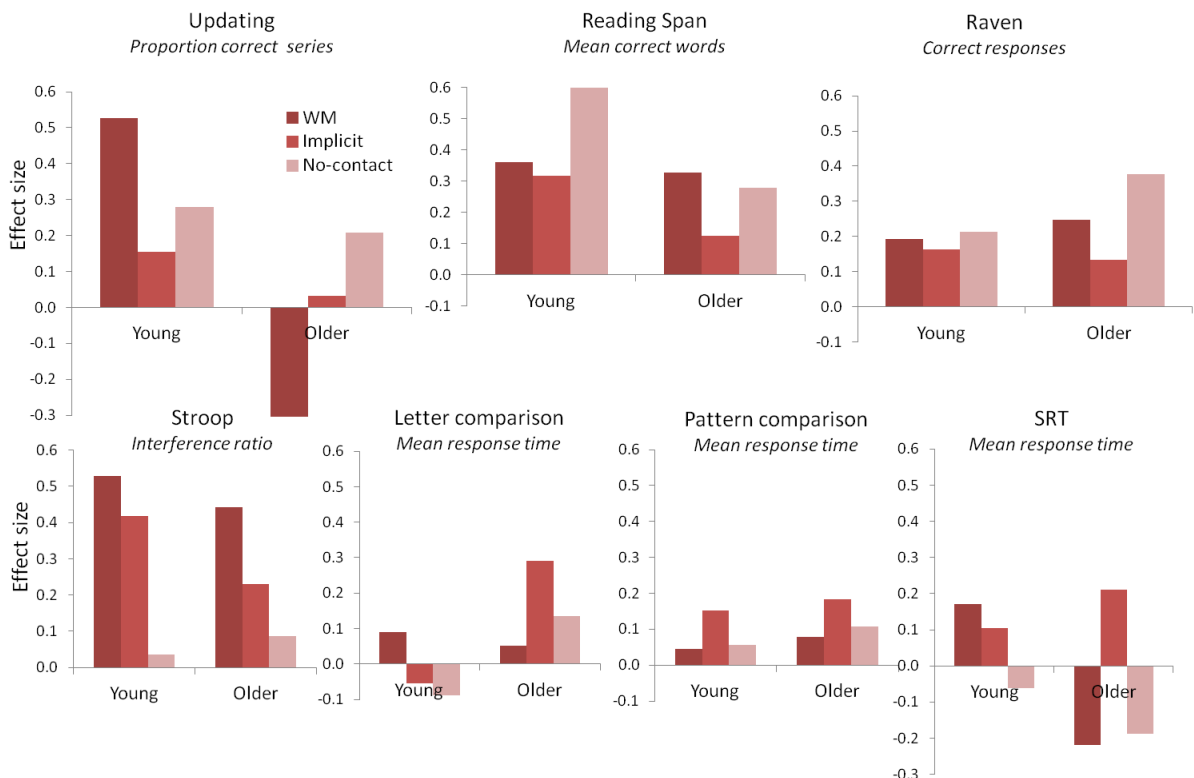 Updating
Proportion correct series
Effect size
0.6
0.5
0.4
0.3
0.2
0.1
0.0
-0.1
-0.2
-0.3
WM
Implicit
No-contact
Young
Older
Reading Span
Mean correct words
0.6
0.5
0.4
0.3
0.2
0.1
0.0
-0.1
Young
Older
Raven
Correct responses
0.6
0.5
0.4
0.3
0.2
0.1
0.0
-0.1
Young
Older
Stroop
Interference ratio
Effect size
0.6
0.5
0.4
0.3
0.2
0.1
0.0
Young
Older
Letter comparison
Mean response time
0.6
0.5
0.4
0.3
0.2
0.1
0.0
-0.1
Young
Older
Pattern comparison
Mean response time
0.6
0.5
0.4
0.3
0.2
0.1
0.0
-0.1
Young
Older
SRT
Mean response time
0.6
0.5
0.4
0.3
0.2
0.1
0.0
-0.1
-0.2
-0.3
Young
Older